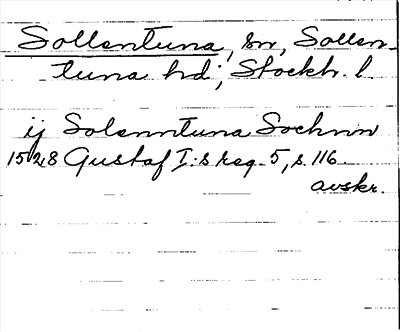 Sollentuna, sn, Sollen-
tuna hd, Stockh. l.
ij Solenntuna Sochnn
1528 Gustaf I:s reg. 5, s. 116.
avskr.